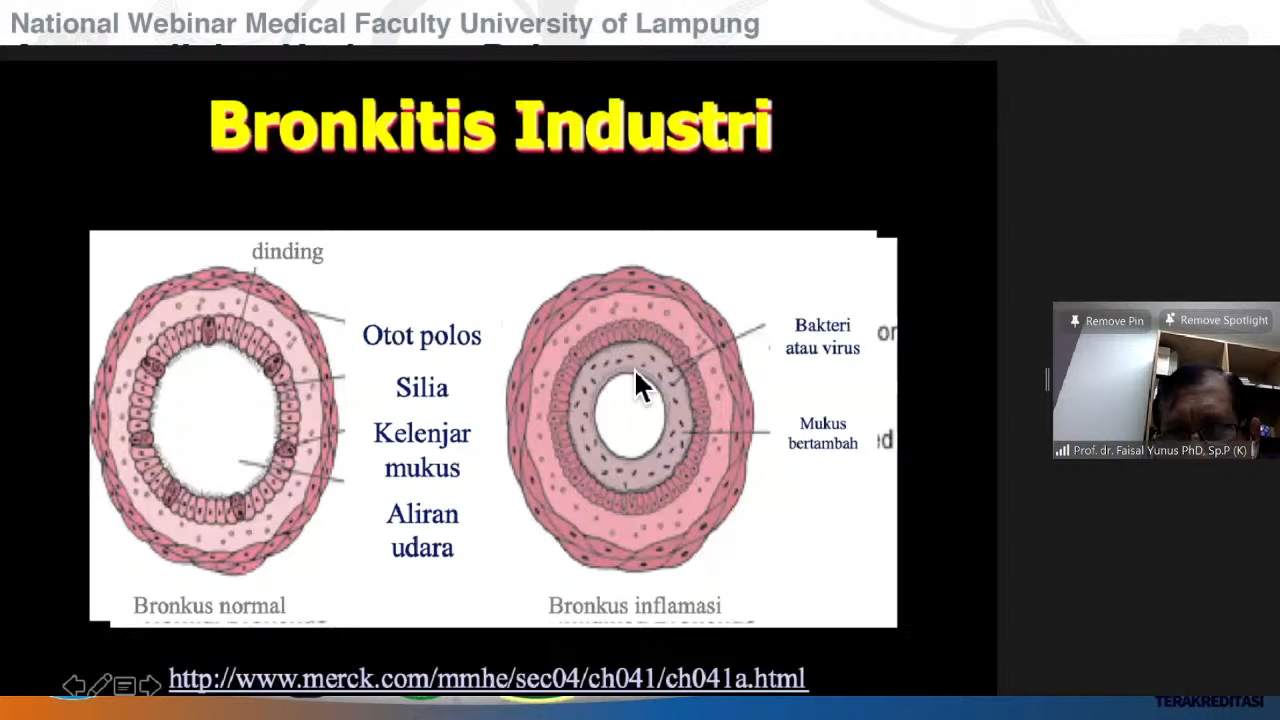 National Webinar Medical Faculty University of Lampung
Bronkitis Industri
dinding
Otot polos
Silia
Kelenjar
mukus
Aliran
udara
Bronkus normal
Bakteri
atau virus
Mukus
bertambah
Bronkus inflamasi
http://www.merck.com/mmhe/sec04/ch041/ch041a.html
Remove Pin
Remove Spotlight
Prof. dr. Faisal Yunus PhD, Sp.P (K)
TERAKREDITASI